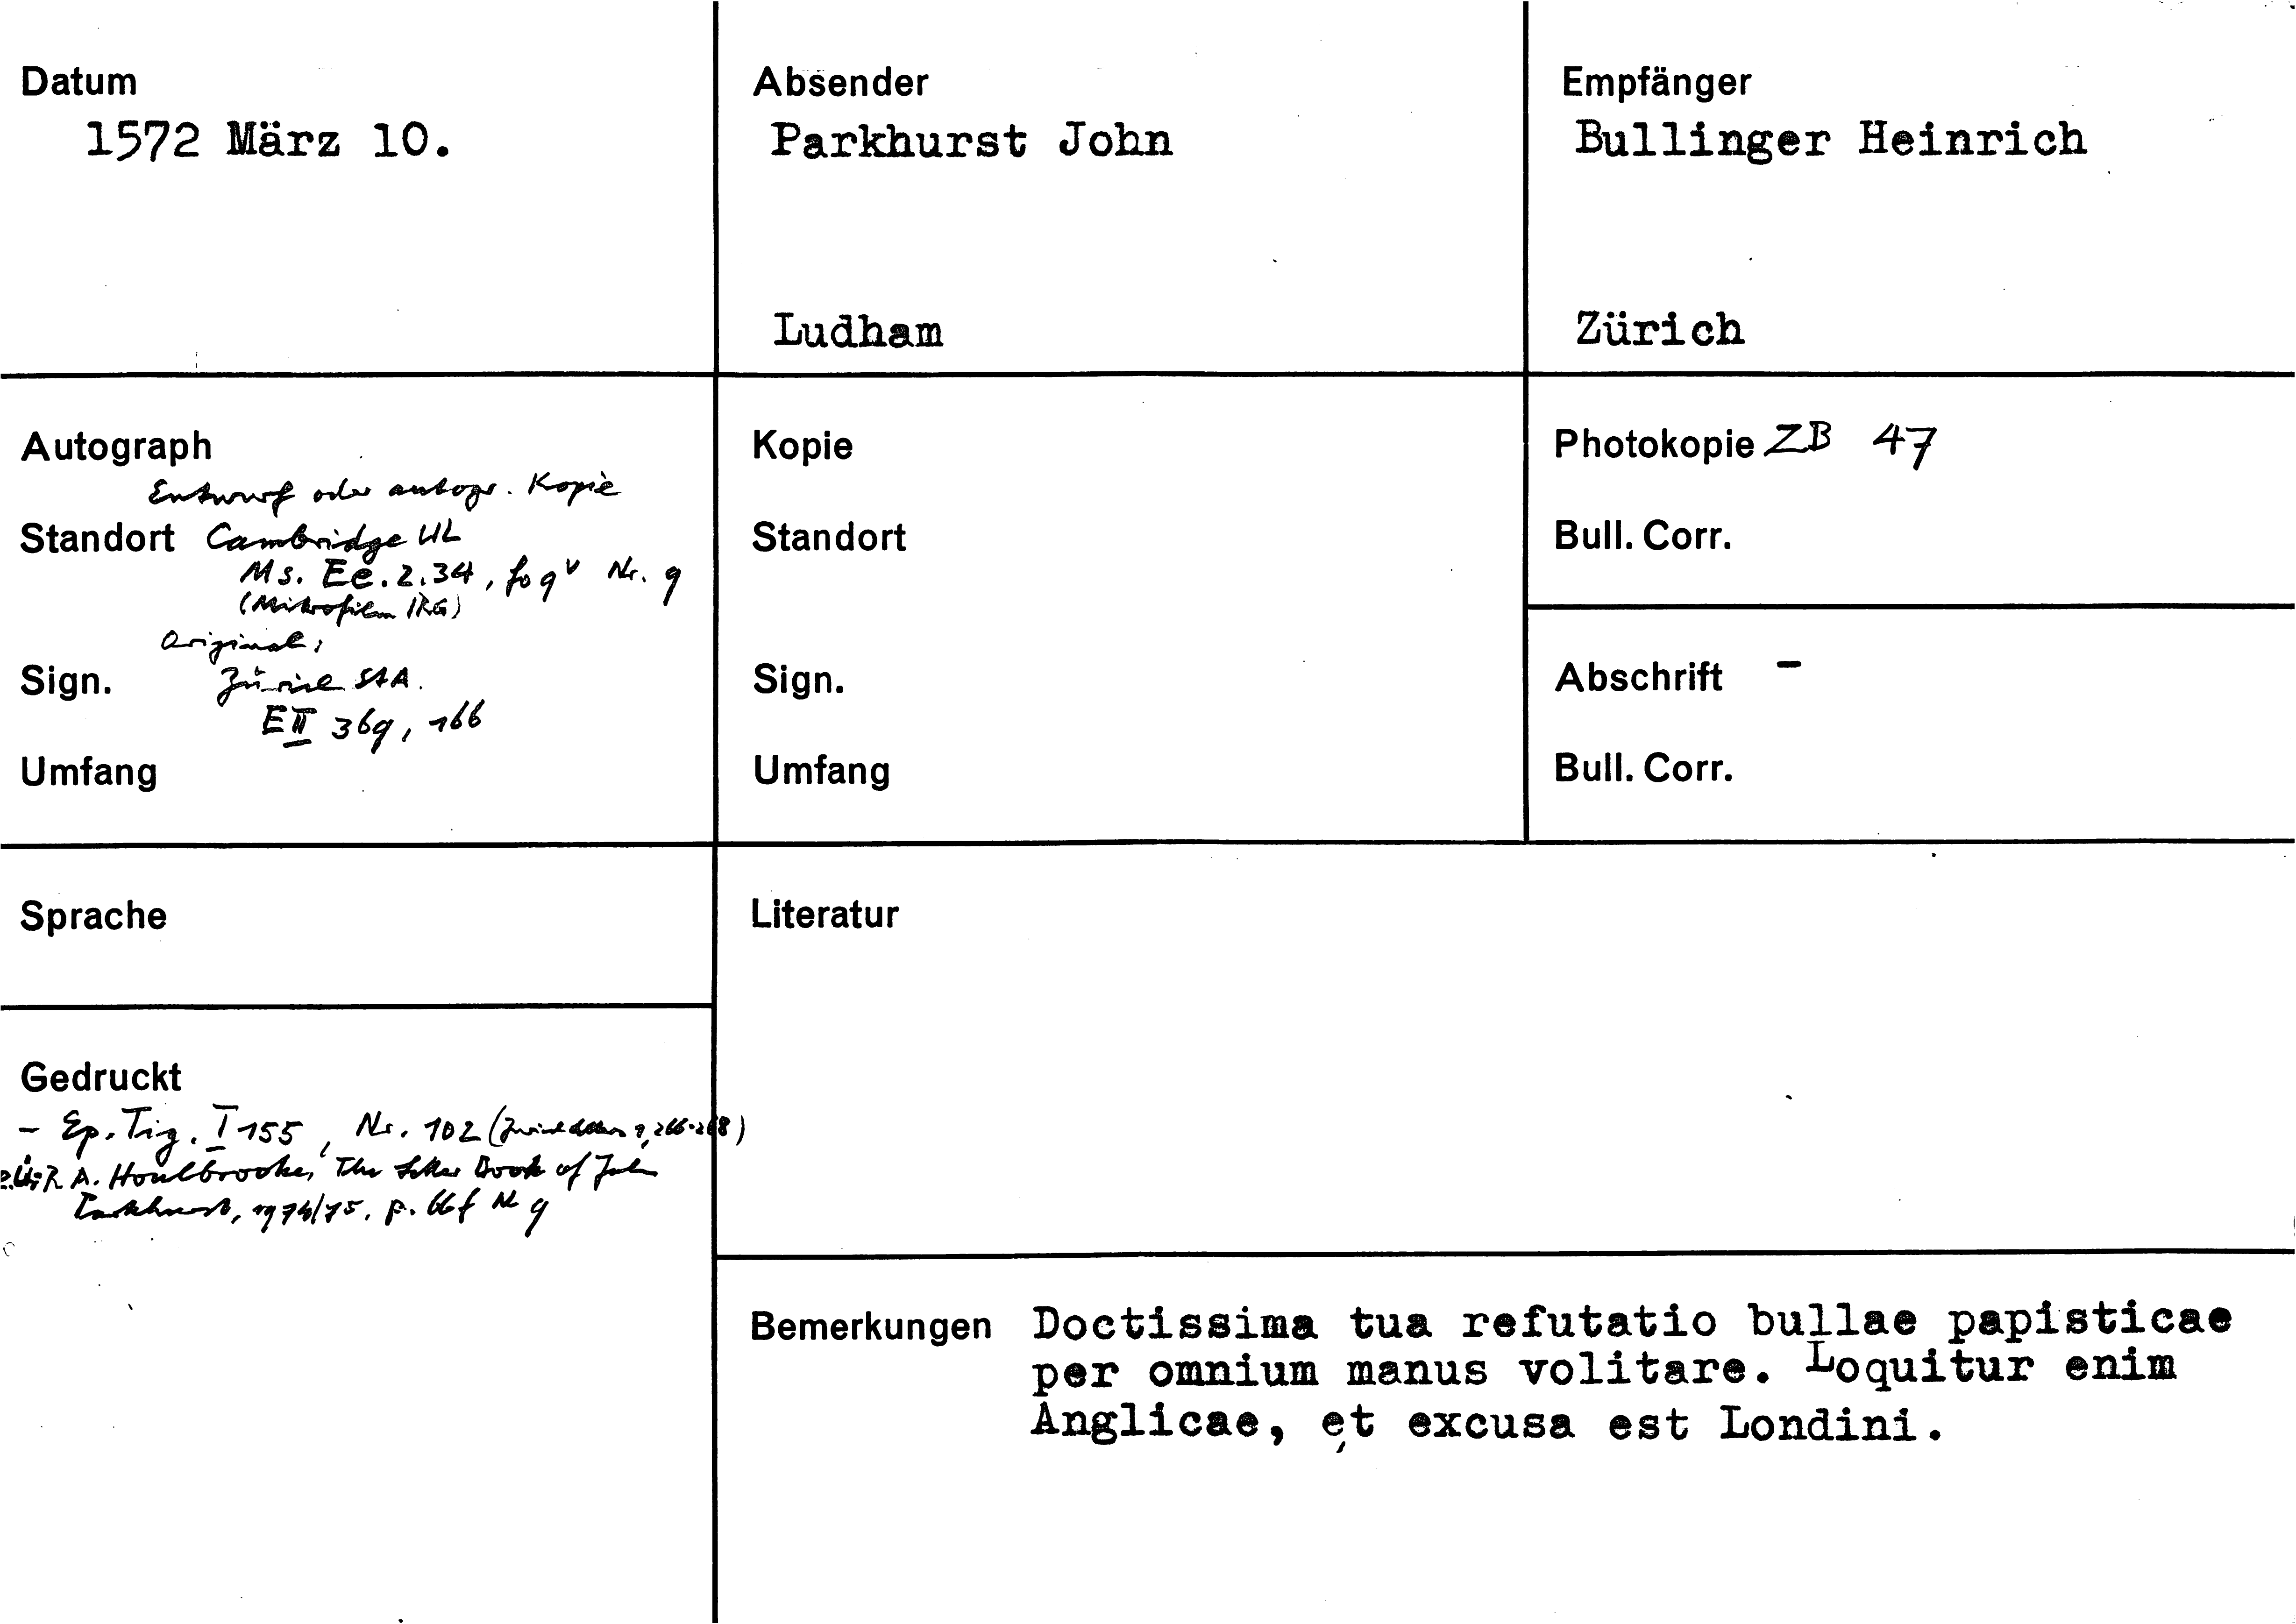 Datum
1572 März 10.
Absender
Parkhurst John
Ludham
Empfänger
Bullinger Heinrich
Zürich
Autograph
Entwurf oder autogr. Kopie
Standort Cambridge UL
Ms. Ee.2.34, fo 9v Nr. 9
(Mikrofilm IRG)
Original:
Sign. Zürich StA.
EII 369, 166
Umfang
Kopie
Standort
Sign.
Umfang
Photokopie ZB 47
Bull. Corr.
Abschrift -
Bull. Corr.
Sprache
Literatur
Gedruckt
- Ep. Tig. I 155, Nr. 102 (266-268)
R. A. Houlbrooke, The Letter Book of John
Parkhurst, 1974/75, p. 66f Nr 9
Bemerkungen Doctissima tua refutatio bullae papisticae
per omnium manus volitare. Loquitur enim
Anglicae, et excusa est Londini.